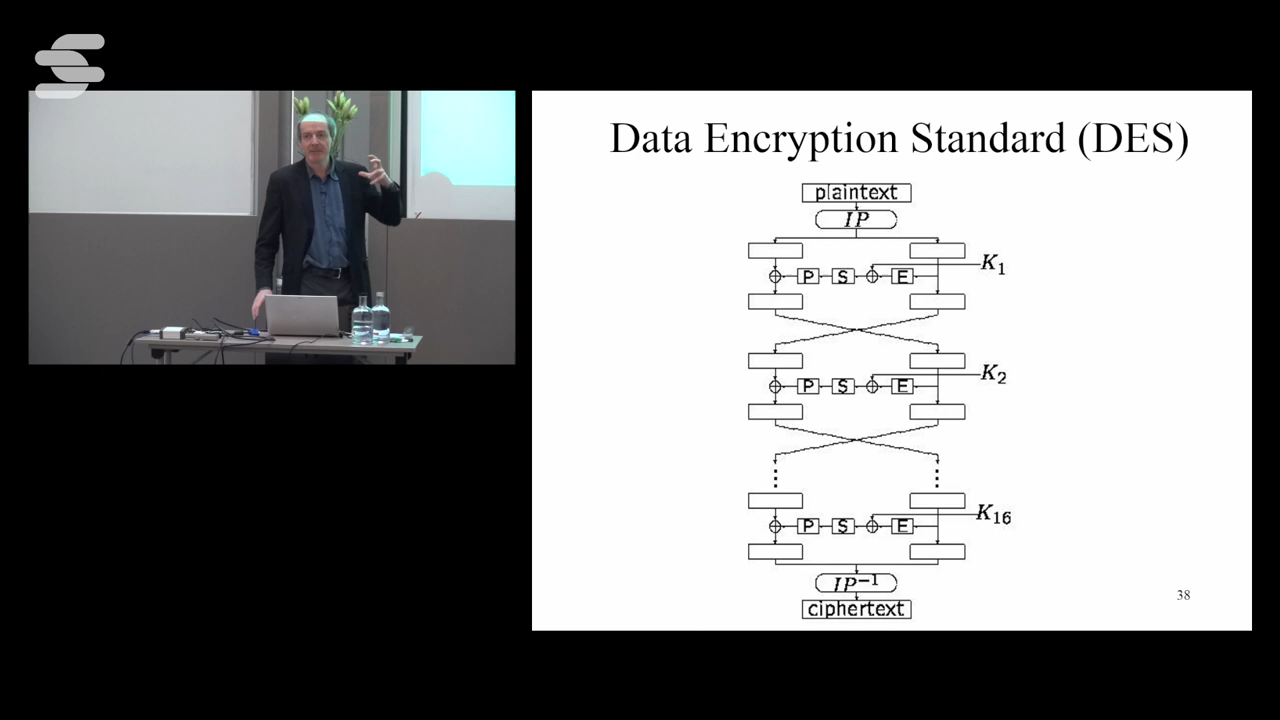 Data Encryption Standard (DES)
plaintext
IP
K1
P S E
K2
P S E
K16
P S E
IP−1
ciphertext
38